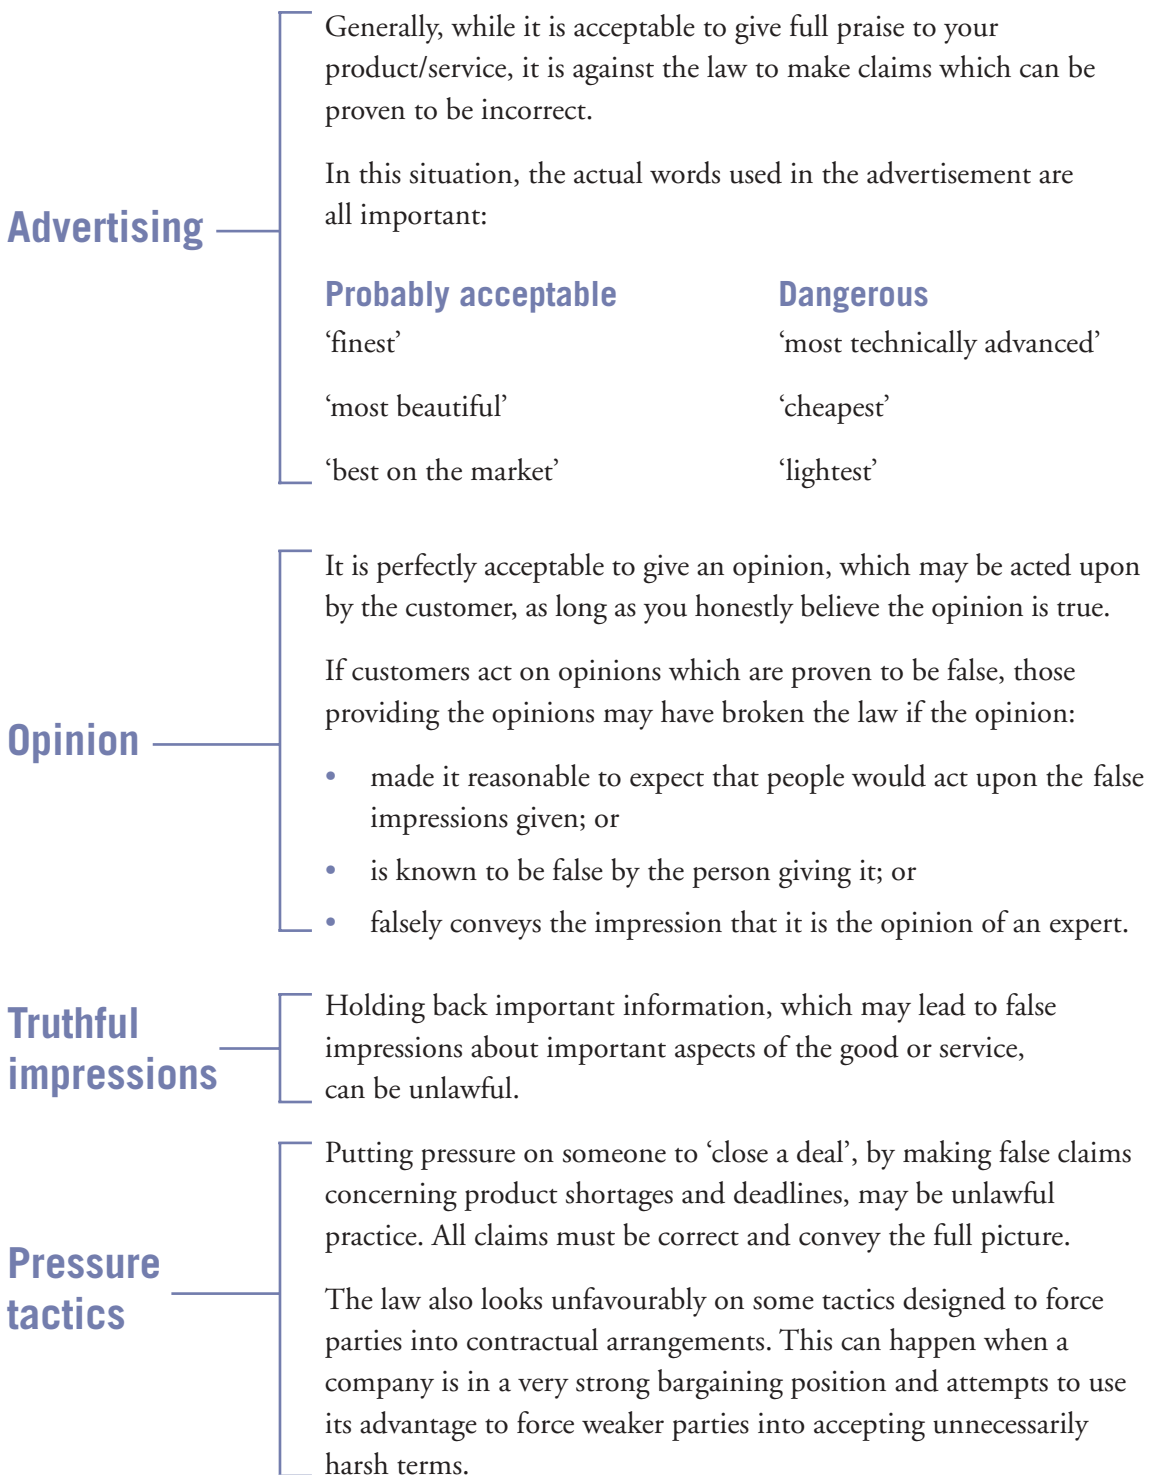 Advertising
Generally, while it is acceptable to give full praise to your
product/service, it is against the law to make claims which can be
proven to be incorrect.
In this situation, the actual words used in the advertisement are
all important:
Probably acceptable
Dangerous
‘finest’
‘most technically advanced’
‘most beautiful’
‘cheapest’
‘best on the market’
‘lightest’
Opinion
It is perfectly acceptable to give an opinion, which may be acted upon
by the customer, as long as you honestly believe the opinion is true.
If customers act on opinions which are proven to be false, those
providing the opinions may have broken the law if the opinion:
• made it reasonable to expect that people would act upon the false
impressions given; or
• is known to be false by the person giving it; or
• falsely conveys the impression that it is the opinion of an expert.
Truthful
impressions
Holding back important information, which may lead to false
impressions about important aspects of the good or service,
can be unlawful.
Pressure
tactics
Putting pressure on someone to ‘close a deal’, by making false claims
concerning product shortages and deadlines, may be unlawful
practice. All claims must be correct and convey the full picture.
The law also looks unfavourably on some tactics designed to force
parties into contractual arrangements. This can happen when a
company is in a very strong bargaining position and attempts to use
its advantage to force weaker parties into accepting unnecessarily
harsh terms.